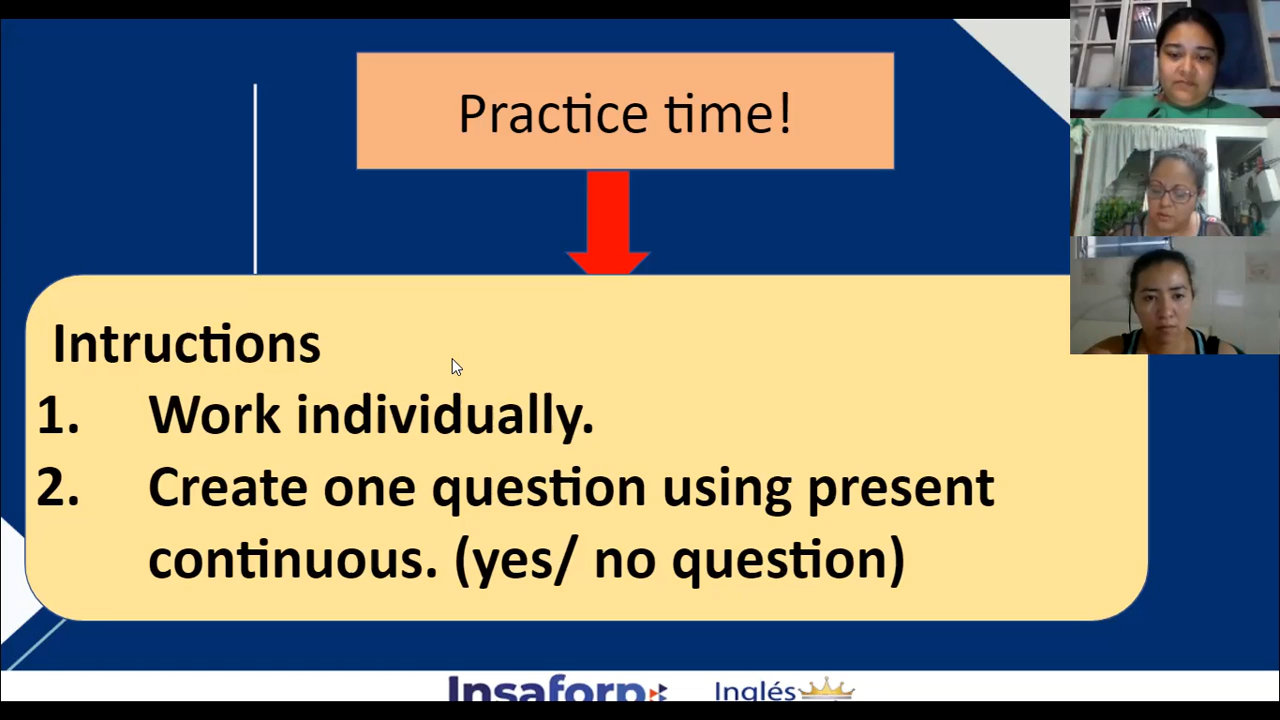 Practice time!
Intructions
1. Work individually.
2. Create one question using present
continuous. (yes/ no question)
Insaforp
Inglés